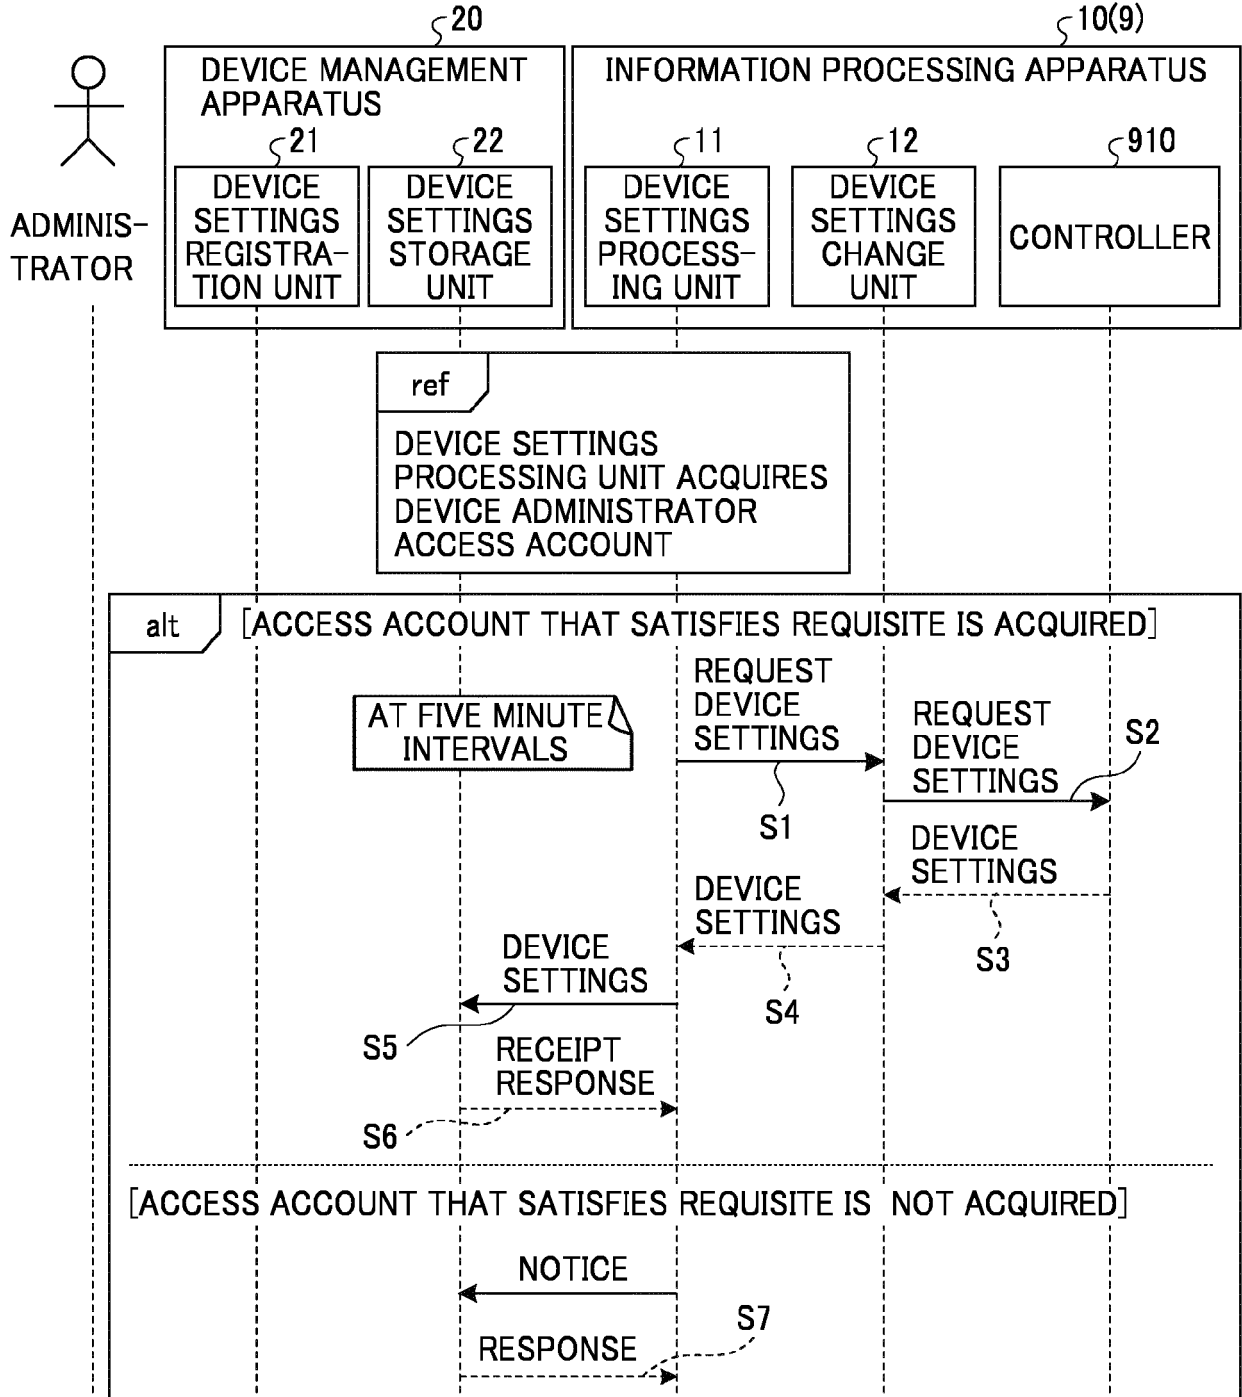 20
10(9)
DEVICE MANAGEMENT
APPARATUS
INFORMATION PROCESSING APPARATUS
21
22
11
12
910
ADMINIS-
TRATOR
DEVICE
SETTINGS
REGISTRA-
TION UNIT
DEVICE
SETTINGS
STORAGE
UNIT
DEVICE
SETTINGS
PROCESS-
ING UNIT
DEVICE
SETTINGS
CHANGE
UNIT
CONTROLLER
ref
DEVICE SETTINGS
PROCESSING UNIT ACQUIRES
DEVICE ADMINISTRATOR
ACCESS ACCOUNT
alt
[ACCESS ACCOUNT THAT SATISFIES REQUISITE IS ACQUIRED]
AT FIVE MINUTE
INTERVALS
REQUEST
DEVICE
SETTINGS
S1
REQUEST
DEVICE
SETTINGS
S2
DEVICE
SETTINGS
S3
DEVICE
SETTINGS
S4
DEVICE
SETTINGS
S5
RECEIPT
RESPONSE
S6
[ACCESS ACCOUNT THAT SATISFIES REQUISITE IS NOT ACQUIRED]
NOTICE
S7
RESPONSE